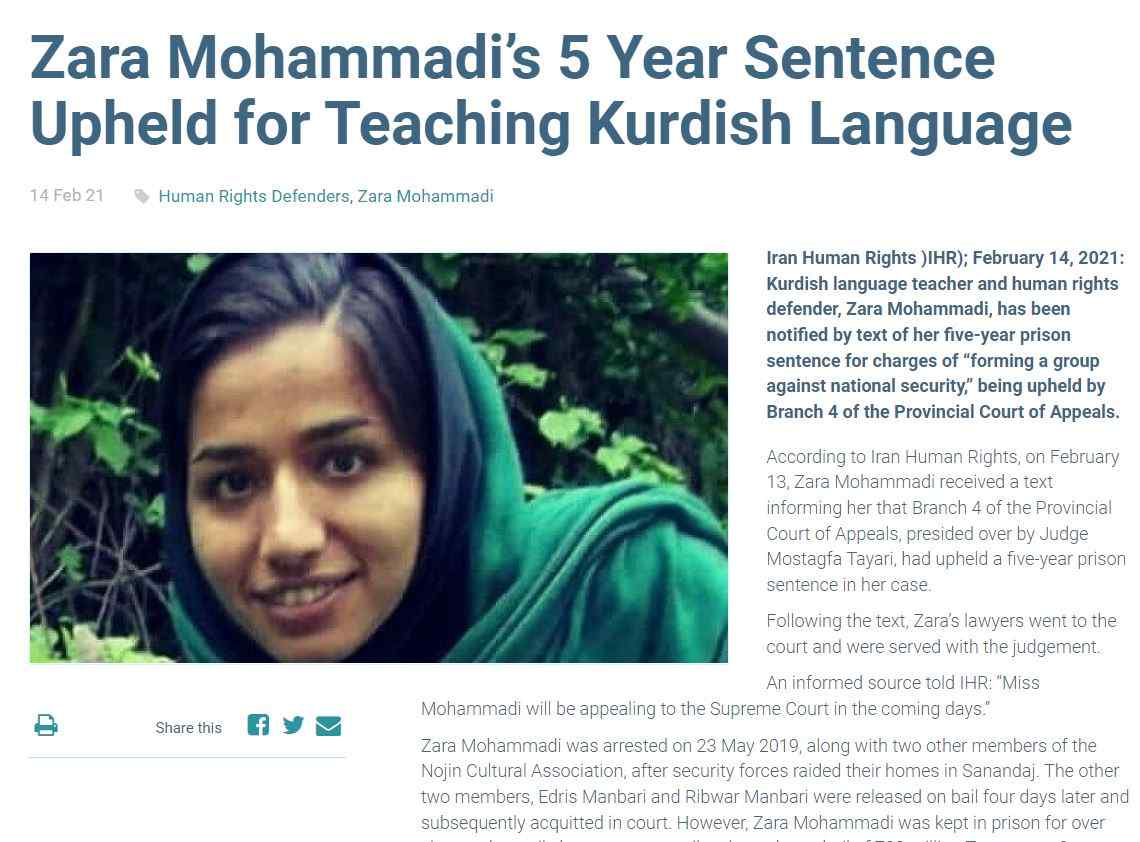 Zara Mohammadi’s 5 Year Sentence
Upheld for Teaching Kurdish Language
14 Feb 21
Human Rights Defenders, Zara Mohammadi
Iran Human Rights )IHR); February 14, 2021:
Kurdish language teacher and human rights
defender, Zara Mohammadi, has been
notified by text of her five-year prison
sentence for charges of “forming a group
against national security,” being upheld by
Branch 4 of the Provincial Court of Appeals.
According to Iran Human Rights, on February
13, Zara Mohammadi received a text
informing her that Branch 4 of the Provincial
Court of Appeals, presided over by Judge
Mostagfa Tayari, had upheld a five-year prison
sentence in her case.
Following the text, Zara’s lawyers went to the
court and were served with the judgement.
An informed source told IHR: “Miss
Mohammadi will be appealing to the Supreme Court in the coming days.”
Share this
Zara Mohammadi was arrested on 23 May 2019, along with two other members of the
Nojin Cultural Association, after security forces raided their homes in Sanandaj. The other
two members, Edris Manbari and Ribwar Manbari were released on bail four days later and
subsequently acquitted in court. However, Zara Mohammadi was kept in prison for over